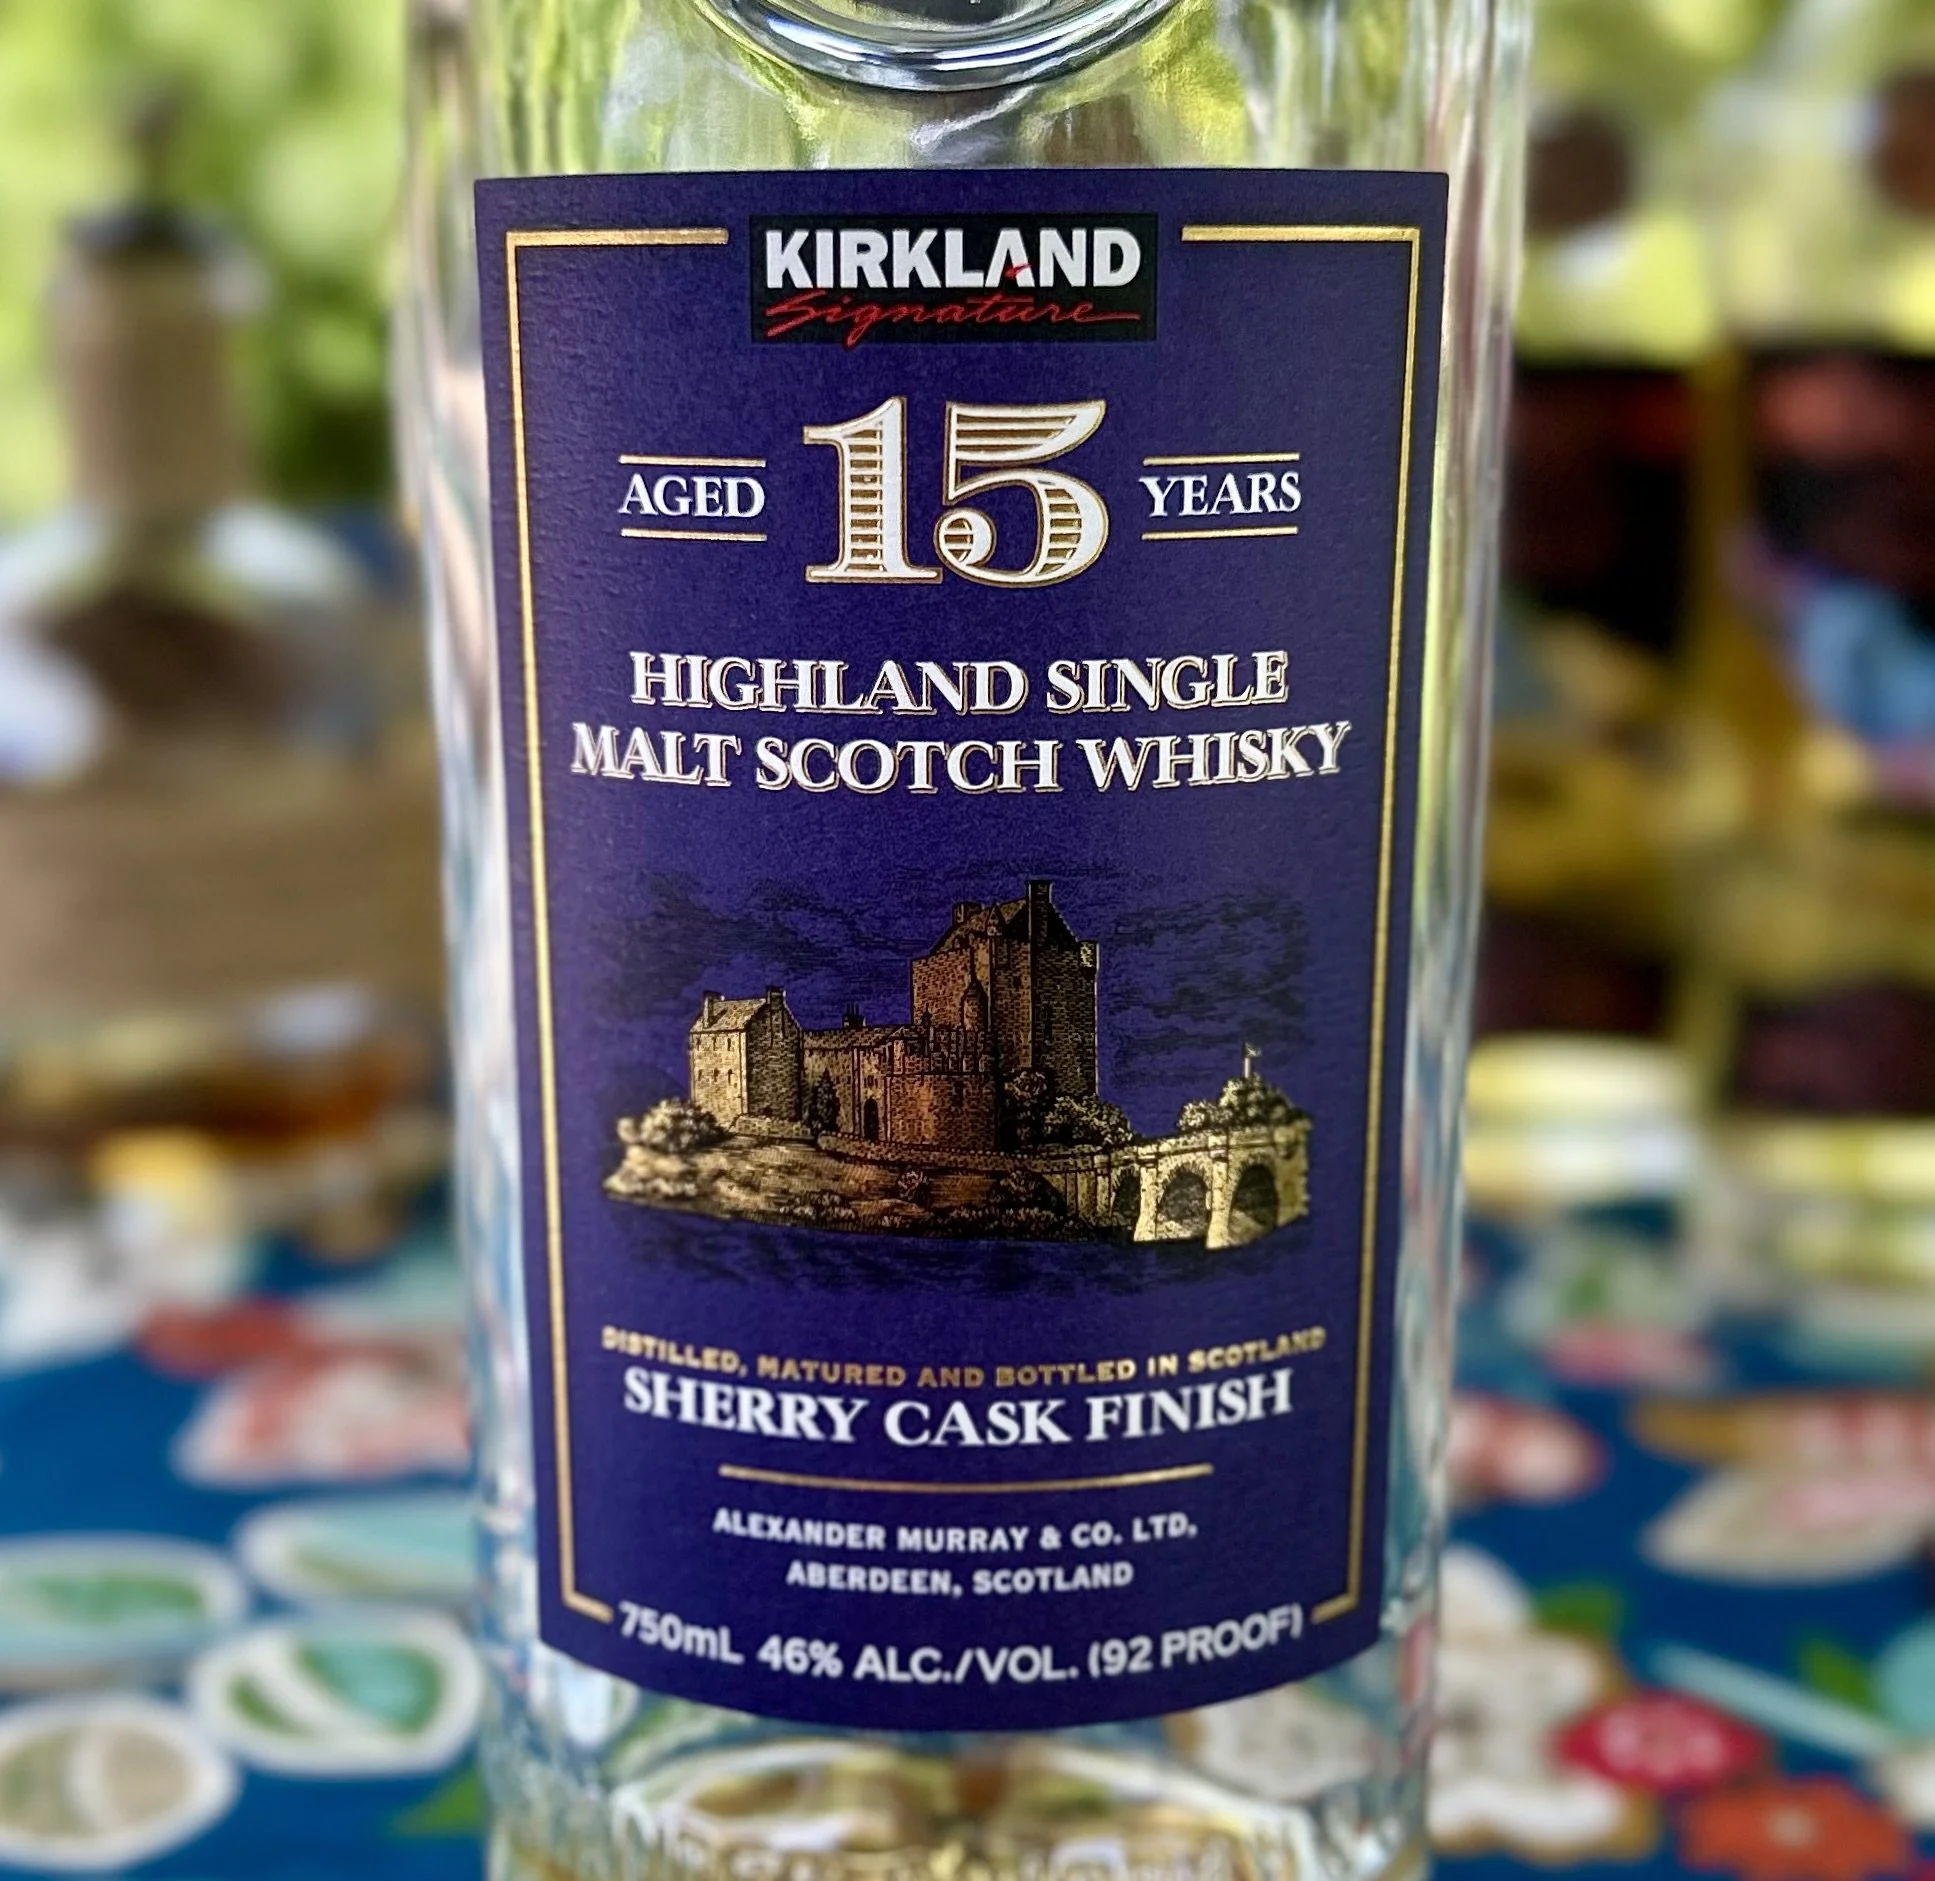 KIRKLAND
Signature
AGED 15 YEARS
HIGHLAND SINGLE
MALT SCOTCH WHISKY
DISTILLED, MATURED AND BOTTLED IN SCOTLAND
SHERRY CASK FINISH
ALEXANDER MURRAY & CO. LTD,
ABERDEEN, SCOTLAND
750mL 46% ALC./VOL. (92 PROOF)